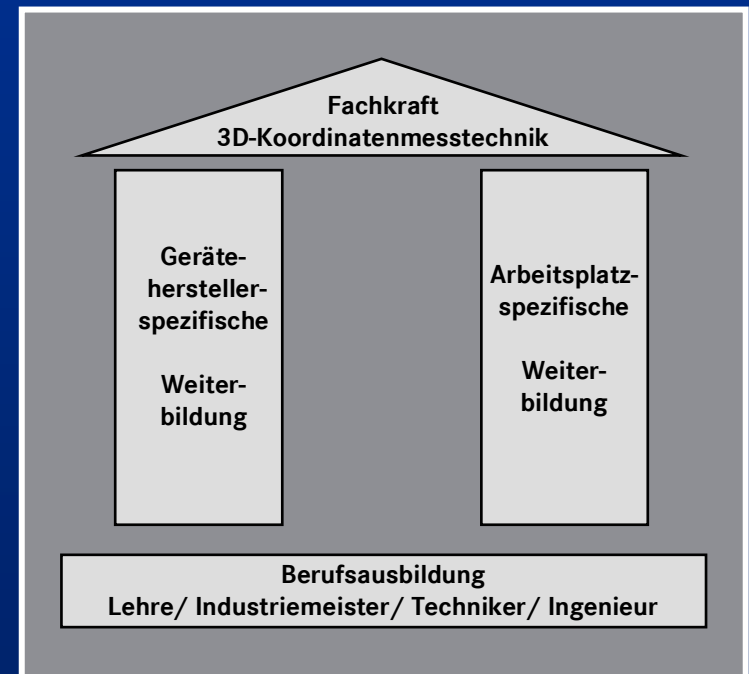 Fachkraft
3D-Koordinatenmesstechnik
Geräte-
hersteller-
spezifische
Weiter-
bildung
Arbeitsplatz-
spezifische
Weiter-
bildung
Berufsausbildung
Lehre/ Industriemeister/ Techniker/ Ingenieur